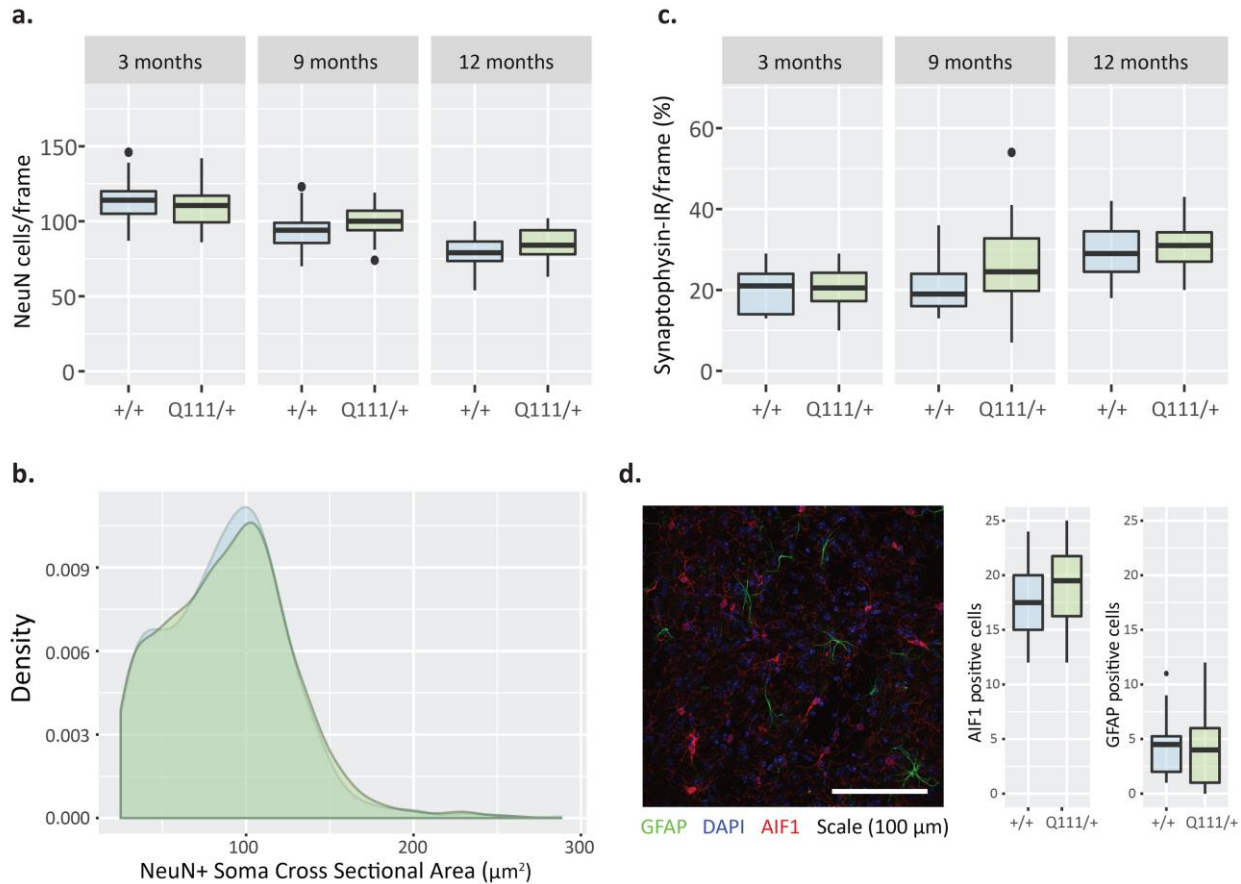 a.
3 months
9 months
12 months
NeuN cells/frame
150
100
50
0
+/+
Q111/+
+/+
Q111/+
+/+
Q111/+
c.
3 months
9 months
12 months
Synaptophysin-IR/frame (%)
60
40
20
0
+/+
Q111/+
+/+
Q111/+
+/+
Q111/+
b.
Density
0.009
0.006
0.003
0.000
100
200
300
NeuN+ Soma Cross Sectional Area (µm²)
d.
GFAP DAPI AIF1 Scale (100 µm)
AIF1 positive cells
25
20
15
10
5
0
+/+
Q111/+
GFAP positive cells
25
20
15
10
5
0
+/+
Q111/+